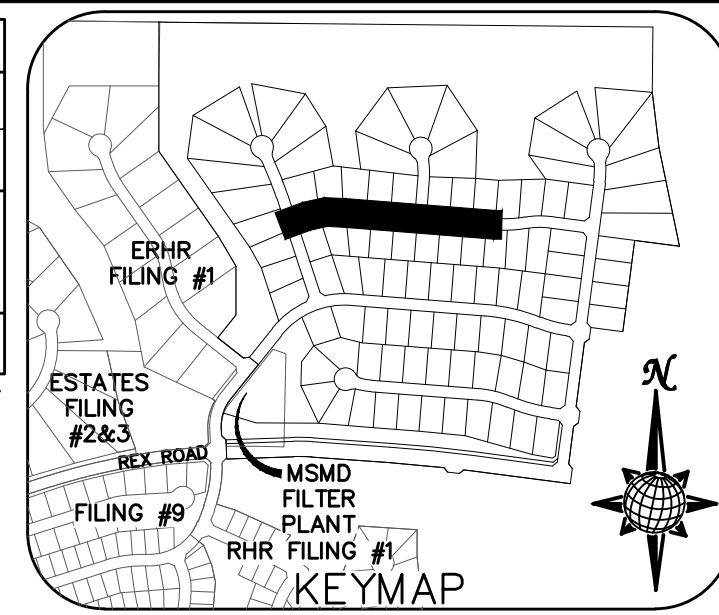 N
ERHR
FILING #1
ESTATES
FILING
#2&3
REX ROAD
FILING #9
MSMD
FILTER
PLANT
RHR FILING #1
KEYMAP